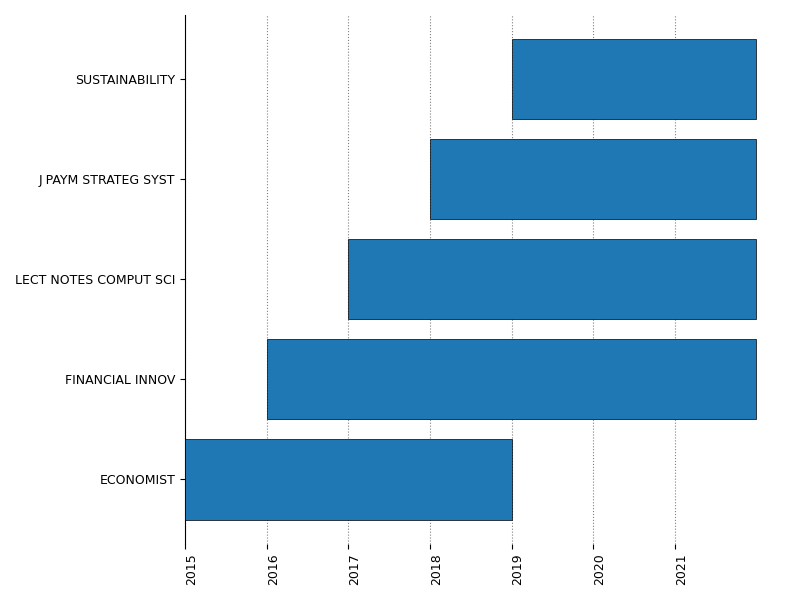 SUSTAINABILITY
J PAYM STRATEG SYST
LECT NOTES COMPUT SCI
FINANCIAL INNOV
ECONOMIST
2015 2016 2017 2018 2019 2020 2021